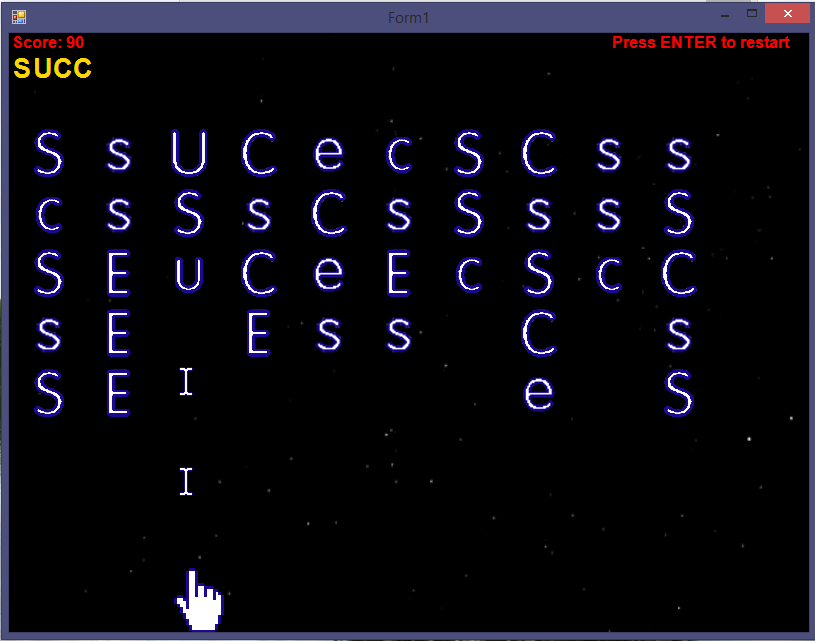 Form1
Score: 90 Press ENTER to restart
SUCC
S s U C e c S C s s
c s S s C s S s s S
S E u C e E c S c C
s E E s s C s
S E e S